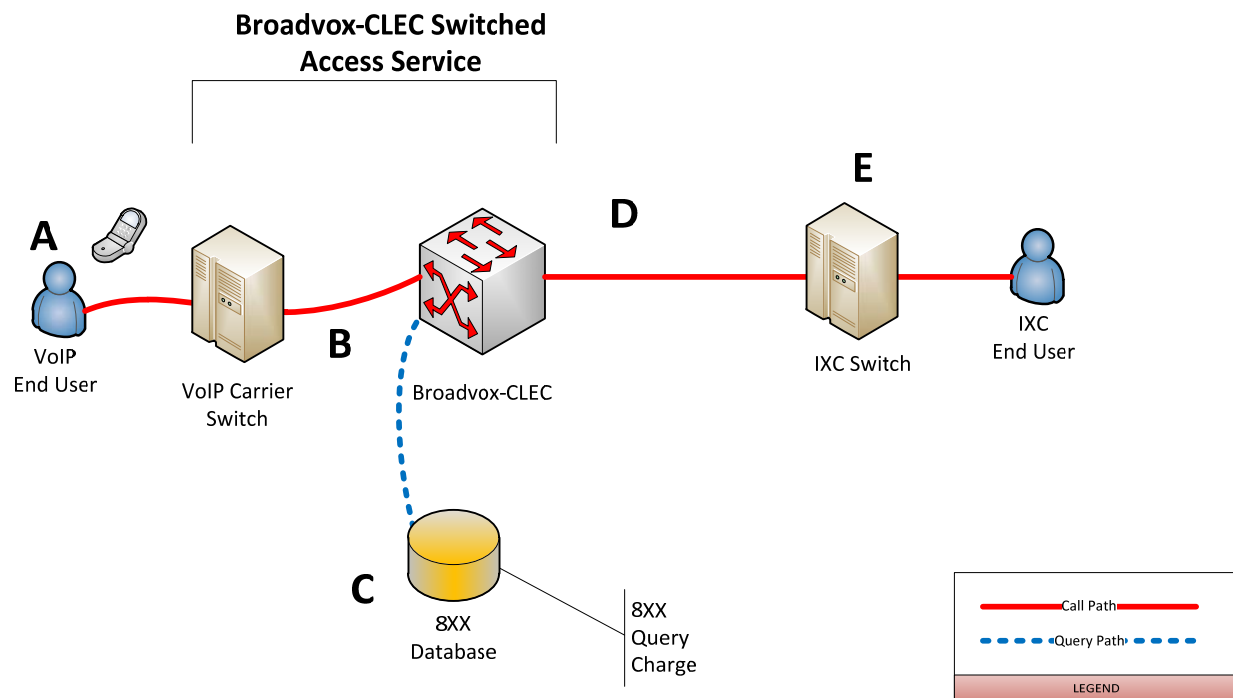 Broadvox-CLEC Switched
Access Service
A
B
C
D
E
VoIP
End User
VoIP Carrier
Switch
Broadvox-CLEC
IXC Switch
IXC
End User
8XX
Database
8XX
Query
Charge
Call Path
Query Path
LEGEND